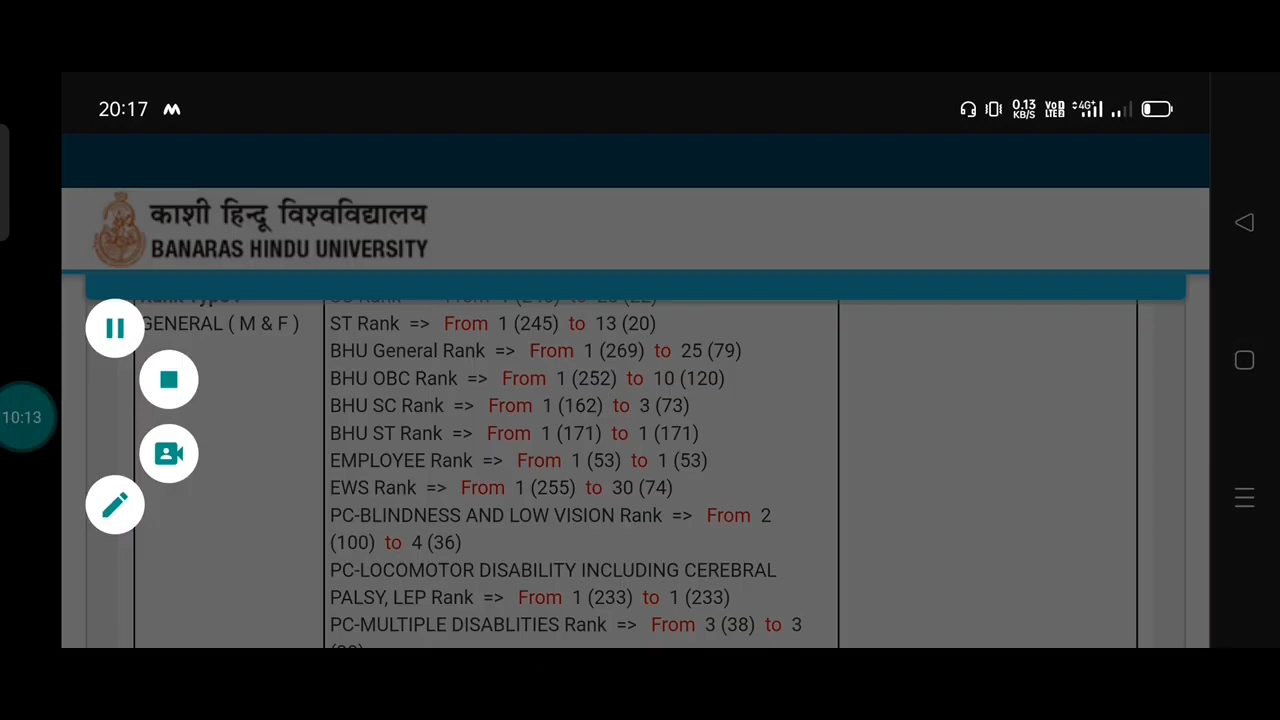 20:17
0.13
KB/S
Vo
LTE 2
4G+
काशी हिन्दू विश्वविद्यालय
BANARAS HINDU UNIVERSITY
GENERAL ( M & F )
ST Rank => From 1 (245) to 13 (20)
BHU General Rank => From 1 (269) to 25 (79)
BHU OBC Rank => From 1 (252) to 10 (120)
BHU SC Rank => From 1 (162) to 3 (73)
BHU ST Rank => From 1 (171) to 1 (171)
EMPLOYEE Rank => From 1 (53) to 1 (53)
EWS Rank => From 1 (255) to 30 (74)
PC-BLINDNESS AND LOW VISION Rank => From 2
(100) to 4 (36)
PC-LOCOMOTOR DISABILITY INCLUDING CEREBRAL
PALSY, LEP Rank => From 1 (233) to 1 (233)
PC-MULTIPLE DISABLITIES Rank => From 3 (38) to 3
10:13